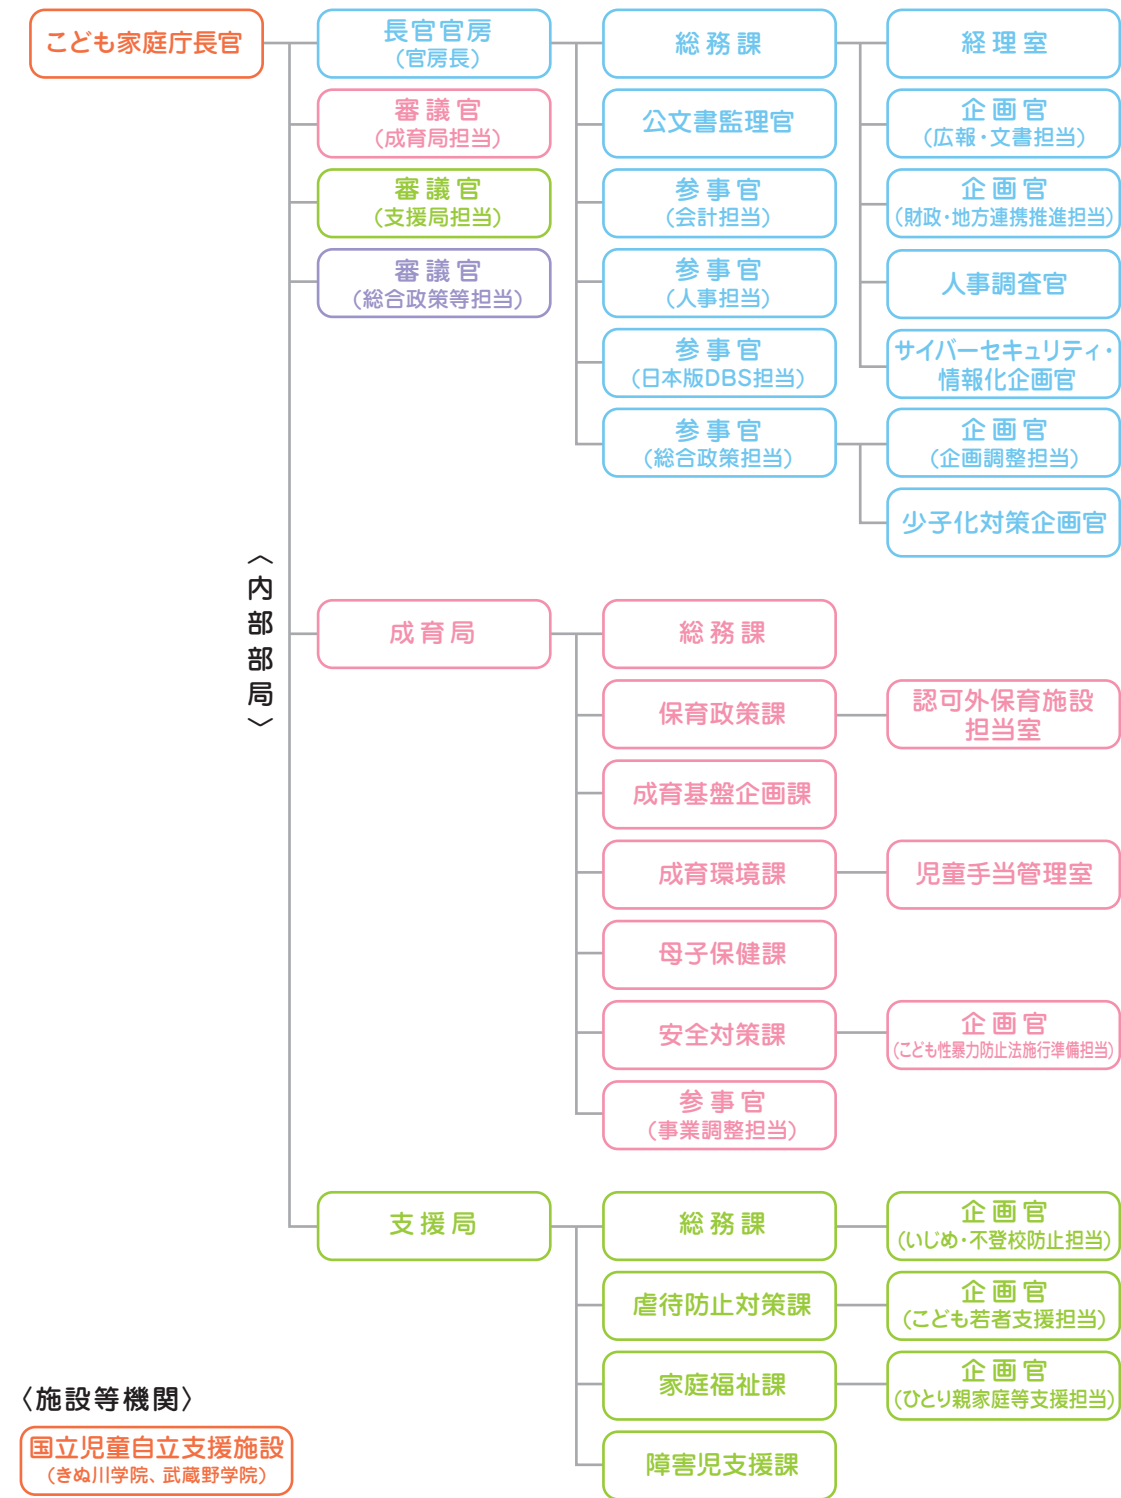 こども家庭庁長官
長官官房
(官房長)
総務課
経理室
審議官
(成育局担当)
公文書監理官
企画官
(広報・文書担当)
審議官
(支援局担当)
参事官
(会計担当)
企画官
(財政・地方連携推進担当)
審議官
(総合政策等担当)
参事官
(人事担当)
人事調査官
参事官
(日本版DBS担当)
サイバーセキュリティ・
情報化企画官
参事官
(総合政策担当)
企画官
(企画調整担当)
少子化対策企画官
〈内部部局〉
成育局
総務課
保育政策課
認可外保育施設
担当室
成育基盤企画課
成育環境課
児童手当管理室
母子保健課
安全対策課
企画官
(こども性暴力防止法施行準備担当)
参事官
(事業調整担当)
支援局
総務課
企画官
(いじめ・不登校防止担当)
虐待防止対策課
企画官
(こども若者支援担当)
家庭福祉課
企画官
(ひとり親家庭等支援担当)
障害児支援課
〈施設等機関〉
国立児童自立支援施設
(きぬ川学院、武蔵野学院)